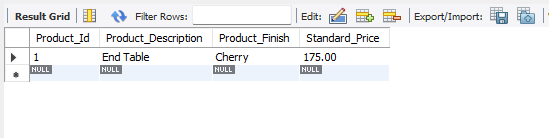 Result Grid Filter Rows: Edit: Export/Import:
Product_Id Product_Description Product_Finish Standard_Price
1 End Table Cherry 175.00
NULL NULL NULL NULL